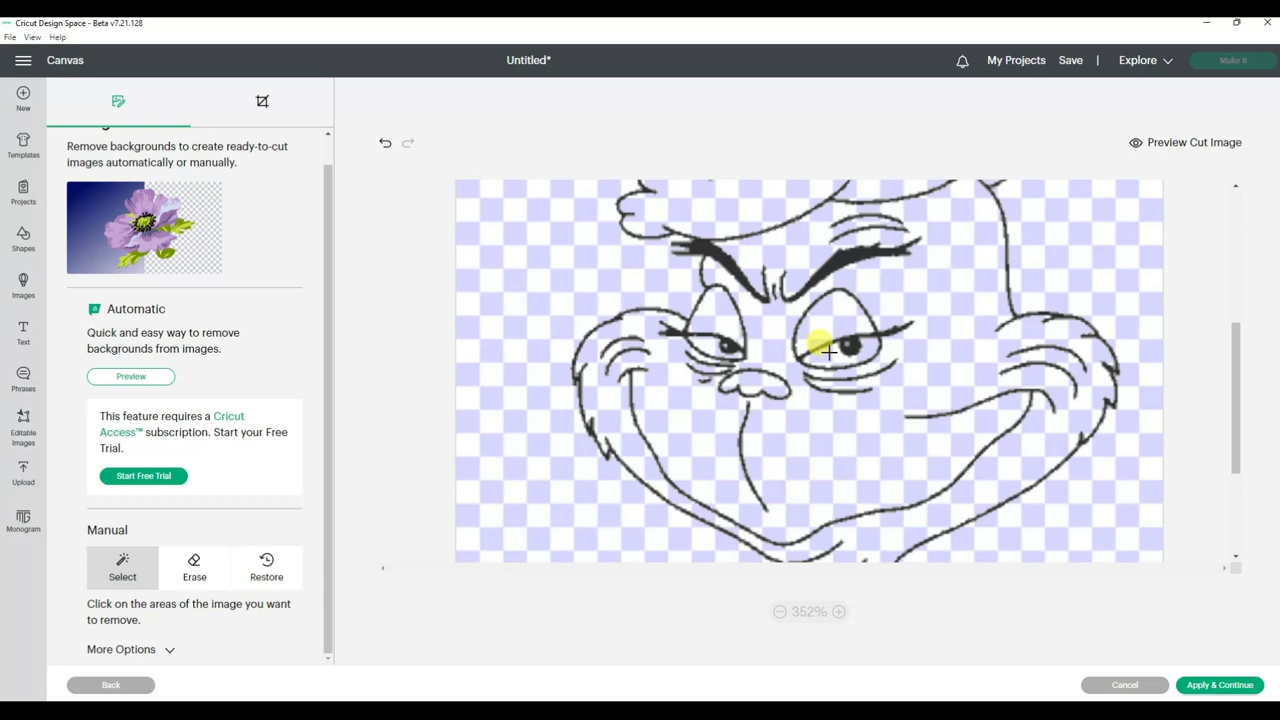 Cricut Design Space - Beta v7.21.128
File View Help
Canvas
Untitled*
My Projects Save | Explore Make It
New
Templates
Projects
Shapes
Images
Text
Phrases
Editable
Images
Upload
Monogram
Remove backgrounds to create ready-to-cut
images automatically or manually.
Automatic
Quick and easy way to remove
backgrounds from images.
Preview
This feature requires a Cricut
Access™ subscription. Start your Free
Trial.
Start Free Trial
Manual
Select Erase Restore
Click on the areas of the image you want
to remove.
More Options
Back
Preview Cut Image
352%
Cancel Apply & Continue